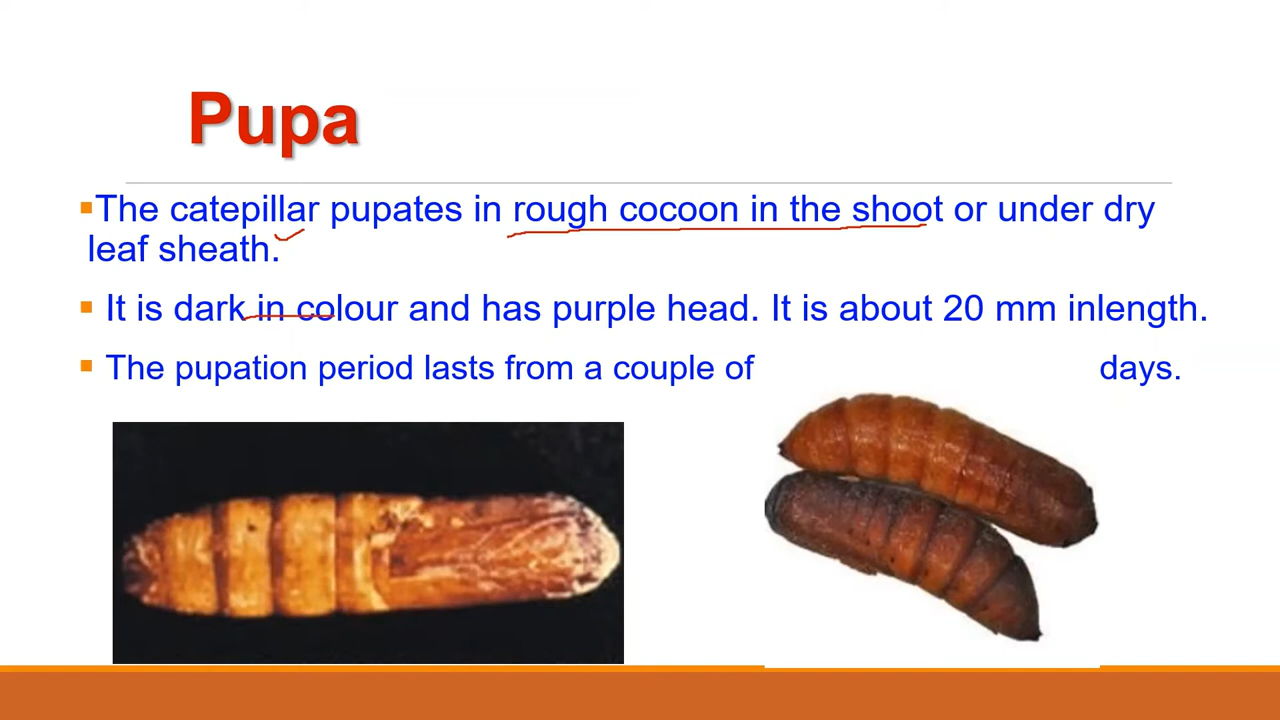 Pupa
▪The catepillar pupates in rough cocoon in the shoot or under dry
leaf sheath.
▪ It is dark in colour and has purple head. It is about 20 mm inlength.
▪ The pupation period lasts from a couple of days.